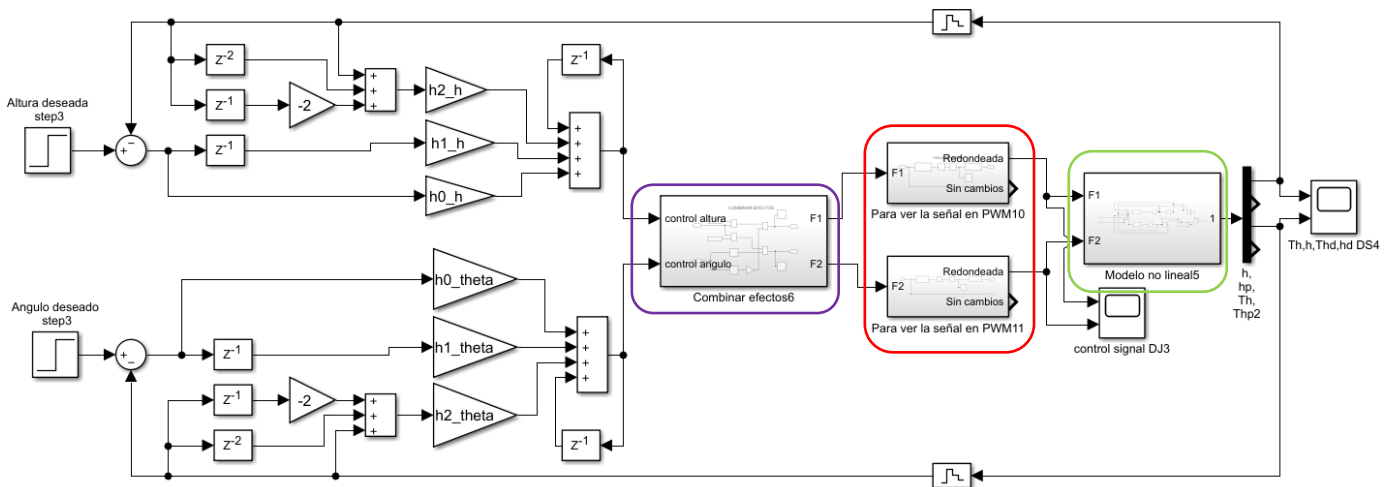 Z-2
Z-1
-2
+
+
+
h2_h
Z-1
Altura deseada
step3
+
−
Z-1
h1_h
h0_h
+
+
+
+
control altura
control angulo
COMBINAR EFECTOS
F1
F2
Combinar efectos6
F1
Redondeada
Sin cambios
Para ver la señal en PWM10
F2
Redondeada
Sin cambios
Para ver la señal en PWM11
F1
F2
1
Modelo no lineal5
h,
hp,
Th,
Thp2
Th,h,Thd,hd DS4
control signal DJ3
h0_theta
Angulo deseado
step3
+
−
Z-1
h1_theta
+
+
+
+
Z-1
-2
+
+
+
h2_theta
Z-2
Z-1